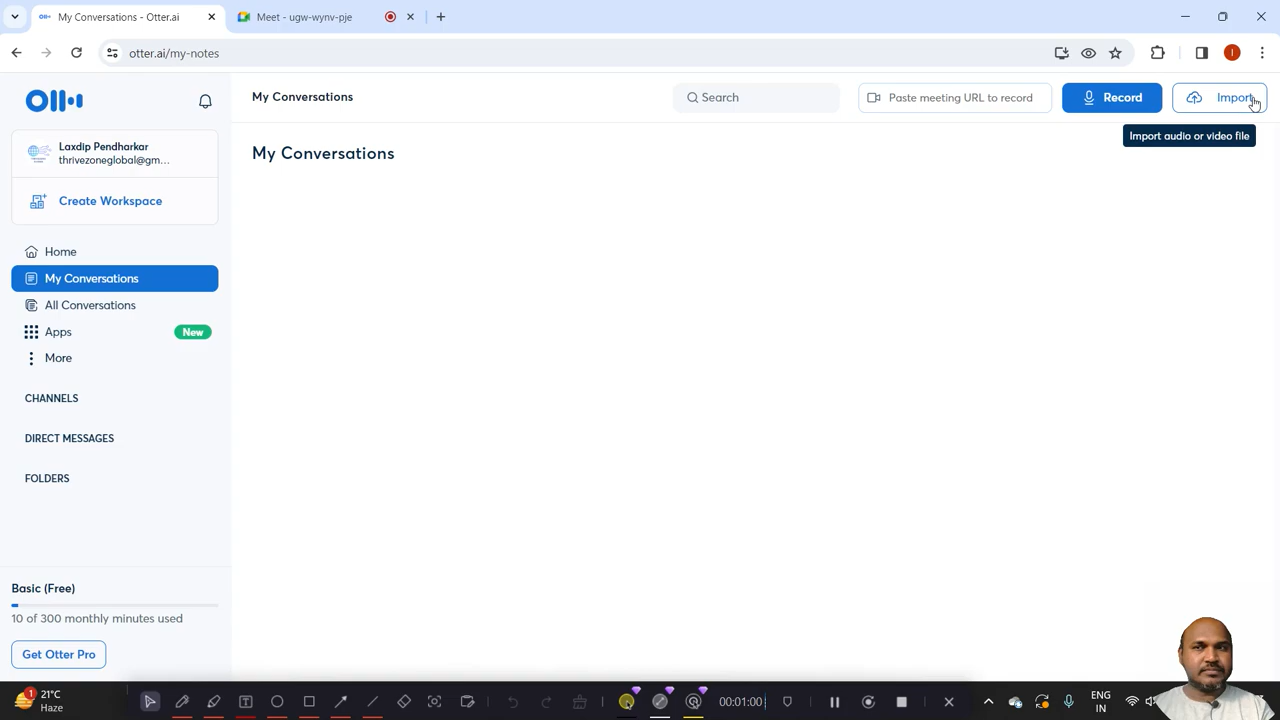 My Conversations - Otter.ai
Meet - ugw-wynv-pje
otter.ai/my-notes
I
My Conversations
Search
Paste meeting URL to record
Record
Import
Import audio or video file
Laxdip Pendharkar
thrivezoneglobal@gm...
Create Workspace
My Conversations
Home
My Conversations
All Conversations
Apps
New
More
CHANNELS
DIRECT MESSAGES
FOLDERS
Basic (Free)
10 of 300 monthly minutes used
Get Otter Pro
1
21°C
Haze
00:01:00
ENG
IN